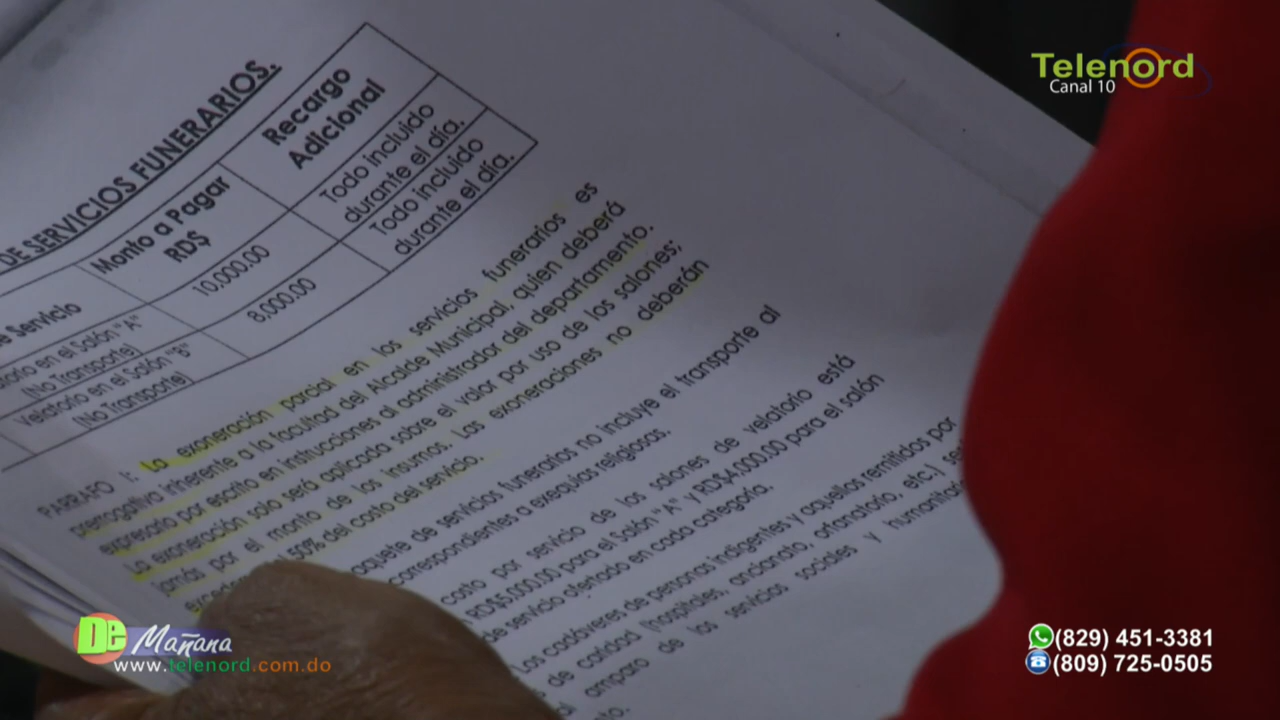 DE SERVICIOS FUNERARIOS.
Servicio
Monto a Pagar
RD$
Recargo
Adicional
en el Salón "A"
(No Transporte)
10,000.00
Todo incluido
durante el día.
Velatorio en el Salón "B"
(No Transporte)
8,000.00
Todo incluido
durante el día.
PARRAFO I: La exoneración parcial en los servicios funerarios es
prerrogativa inherente a la facultad del Alcalde Municipal, quien deberá
expresarlo por escrito en instrucciones al administrador del departamento.
La exoneración solo será aplicada sobre el valor por uso de los salones;
jamás por el monto de los insumos. Las exoneraciones no deberán
50% del costo del servicio.
de servicios funerarios no incluye el transporte al
correspondientes a exequias religiosas.
costo por servicio de los salones de velatorio está
RD$5,000.00 para el Salón "A" y RD$4,000.00 para el salón
de servicio ofertado en cada categoría.
Los cadáveres de personas indigentes y aquellos remitidos por
de caridad (hospitales, ancianato, orfanatorio, etc.)
amparo de los servicios sociales y
Telenord
Canal 10
De Mañana
www.telenord.com.do
(829) 451-3381
(809) 725-0505